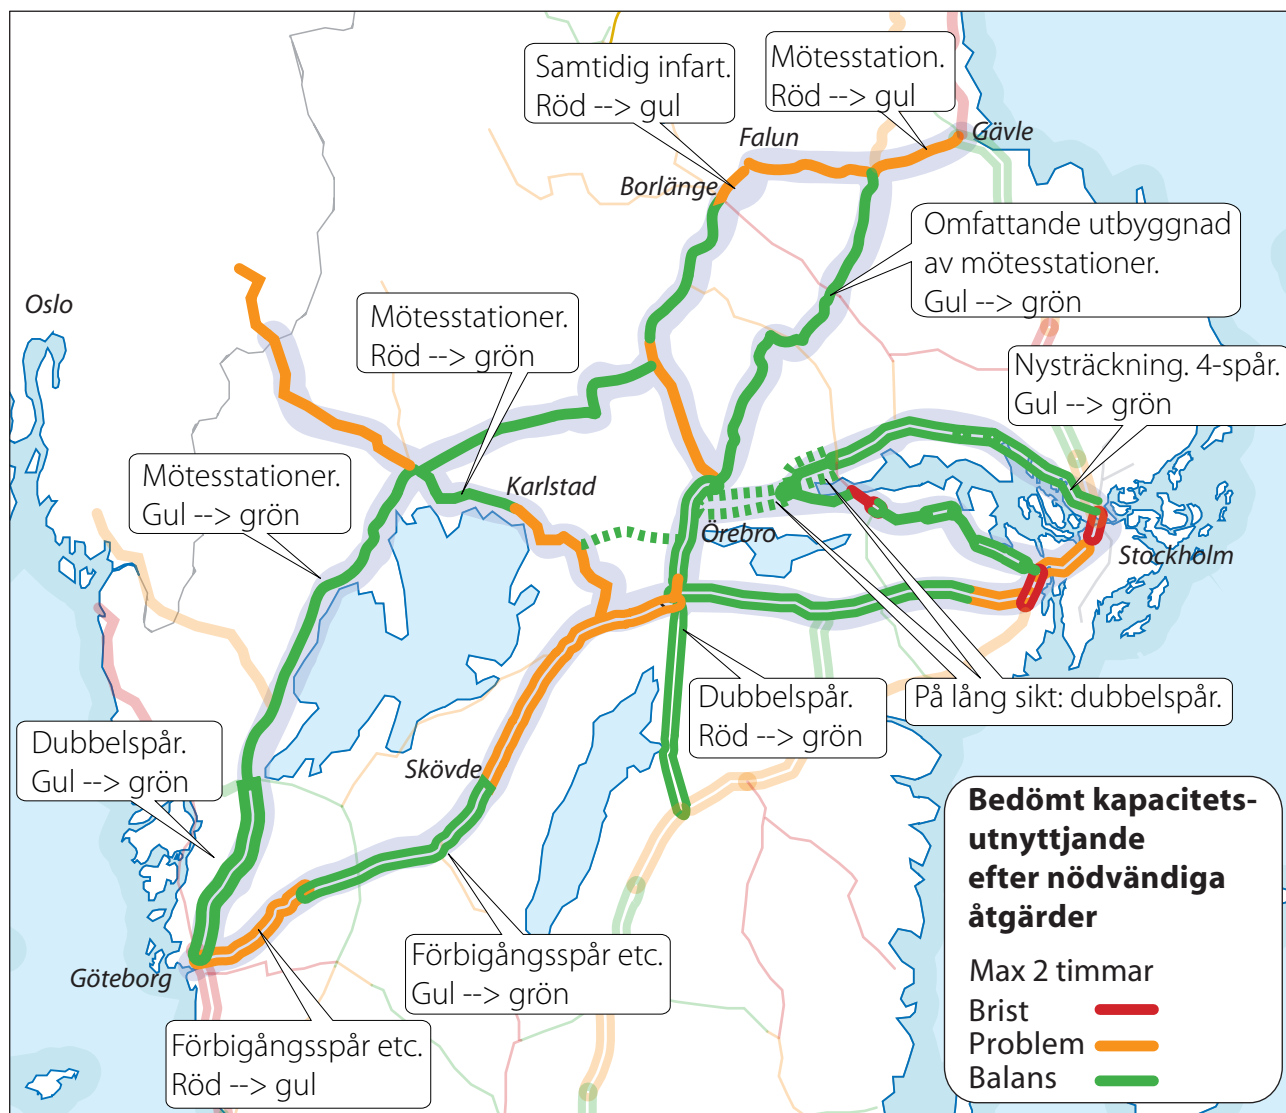 Samtidig infart.
Röd --> gul
Mötesstation.
Röd --> gul
Falun
Gävle
Borlänge
Omfattande utbyggnad
av mötesstationer.
Gul --> grön
Oslo
Mötesstationer.
Röd --> grön
Nysträckning. 4-spår.
Gul --> grön
Mötesstationer.
Gul --> grön
Karlstad
Örebro
Stockholm
Dubbelspår.
Röd --> grön
På lång sikt: dubbelspår.
Dubbelspår.
Gul --> grön
Skövde
Förbigångsspår etc.
Gul --> grön
Göteborg
Förbigångsspår etc.
Röd --> gul
Bedömt kapacitets-
utnyttjande
efter nödvändiga
åtgärder
Max 2 timmar
Brist
Problem
Balans